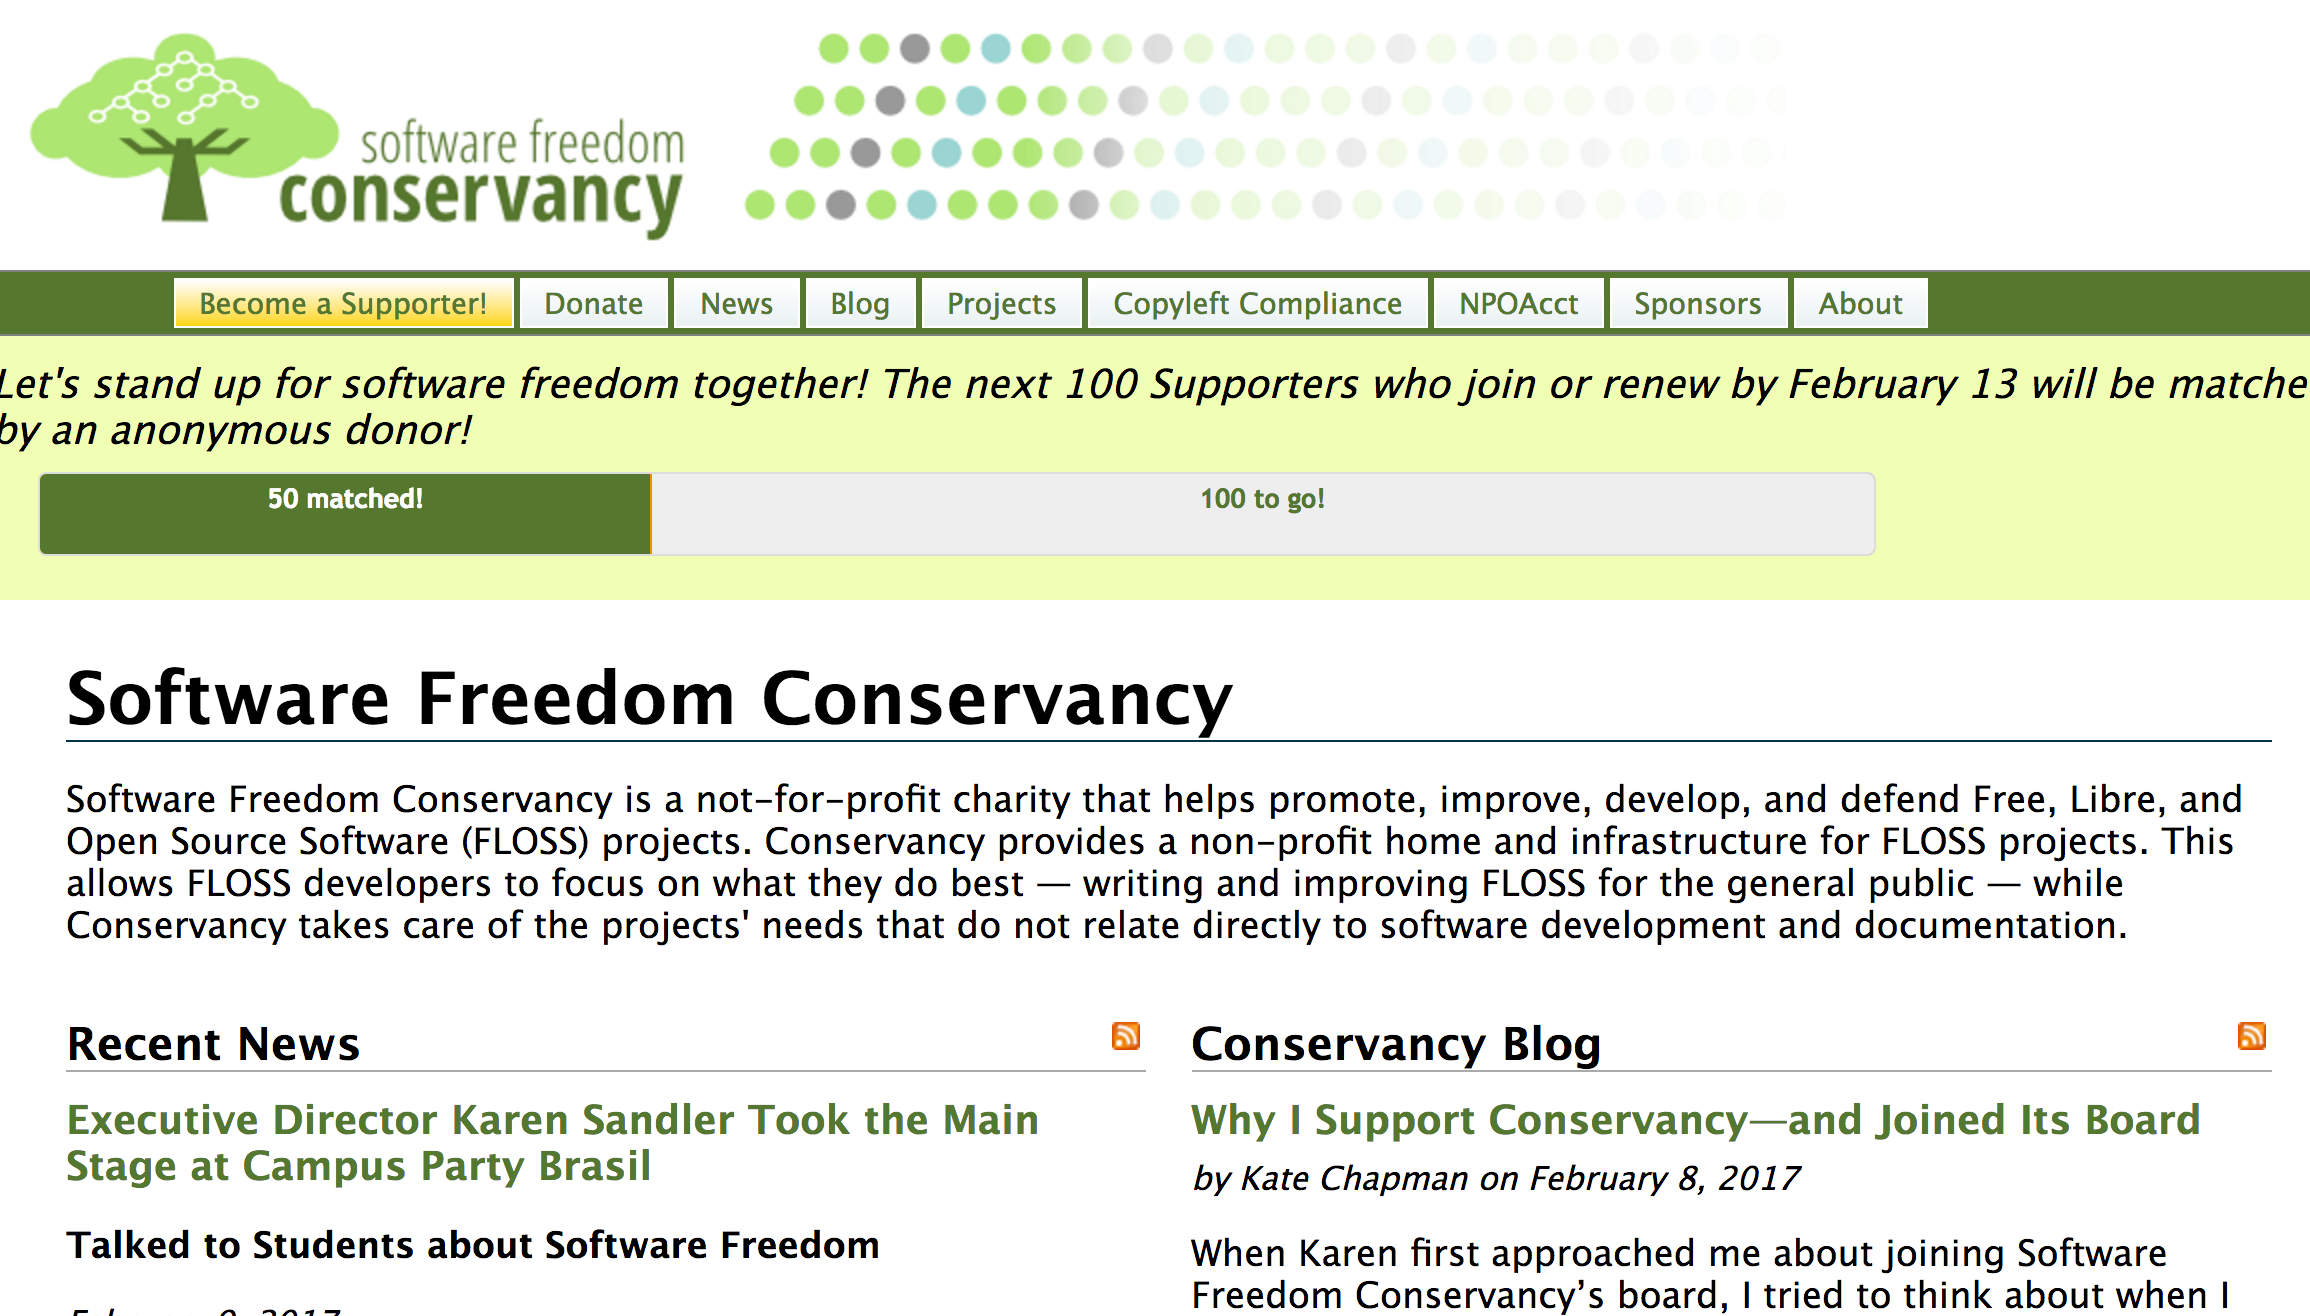 software freedom
conservancy
Become a Supporter!
Donate
News
Blog
Projects
Copyleft Compliance
NPOAcct
Sponsors
About
Let's stand up for software freedom together! The next 100 Supporters who join or renew by February 13 will be matche
by an anonymous donor!
50 matched!
100 to go!
Software Freedom Conservancy
Software Freedom Conservancy is a not-for-profit charity that helps promote, improve, develop, and defend Free, Libre, and
Open Source Software (FLOSS) projects. Conservancy provides a non-profit home and infrastructure for FLOSS projects. This
allows FLOSS developers to focus on what they do best — writing and improving FLOSS for the general public — while
Conservancy takes care of the projects' needs that do not relate directly to software development and documentation.
Recent News
Executive Director Karen Sandler Took the Main
Stage at Campus Party Brasil
Talked to Students about Software Freedom
Conservancy Blog
Why I Support Conservancy—and Joined Its Board
by Kate Chapman on February 8, 2017
When Karen first approached me about joining Software
Freedom Conservancy’s board, I tried to think about when I